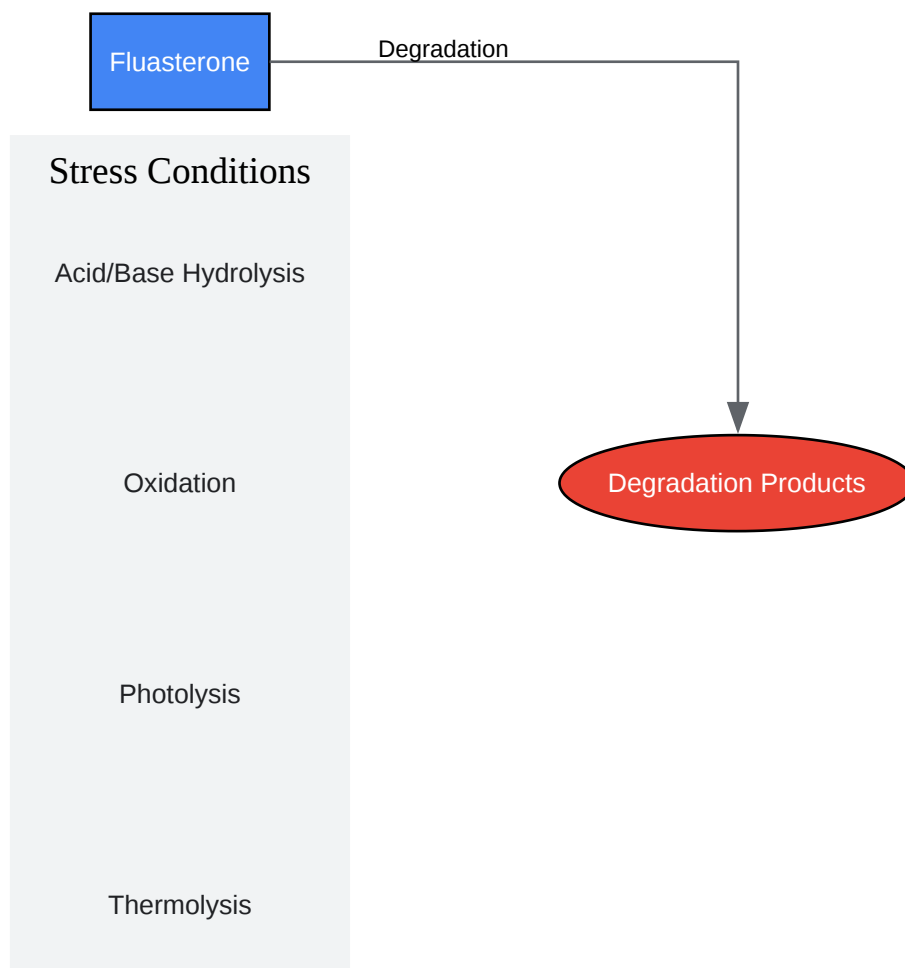 Fluasterone
Degradation
Stress Conditions
Acid/Base Hydrolysis
Oxidation
Degradation Products
Photolysis
Thermolysis